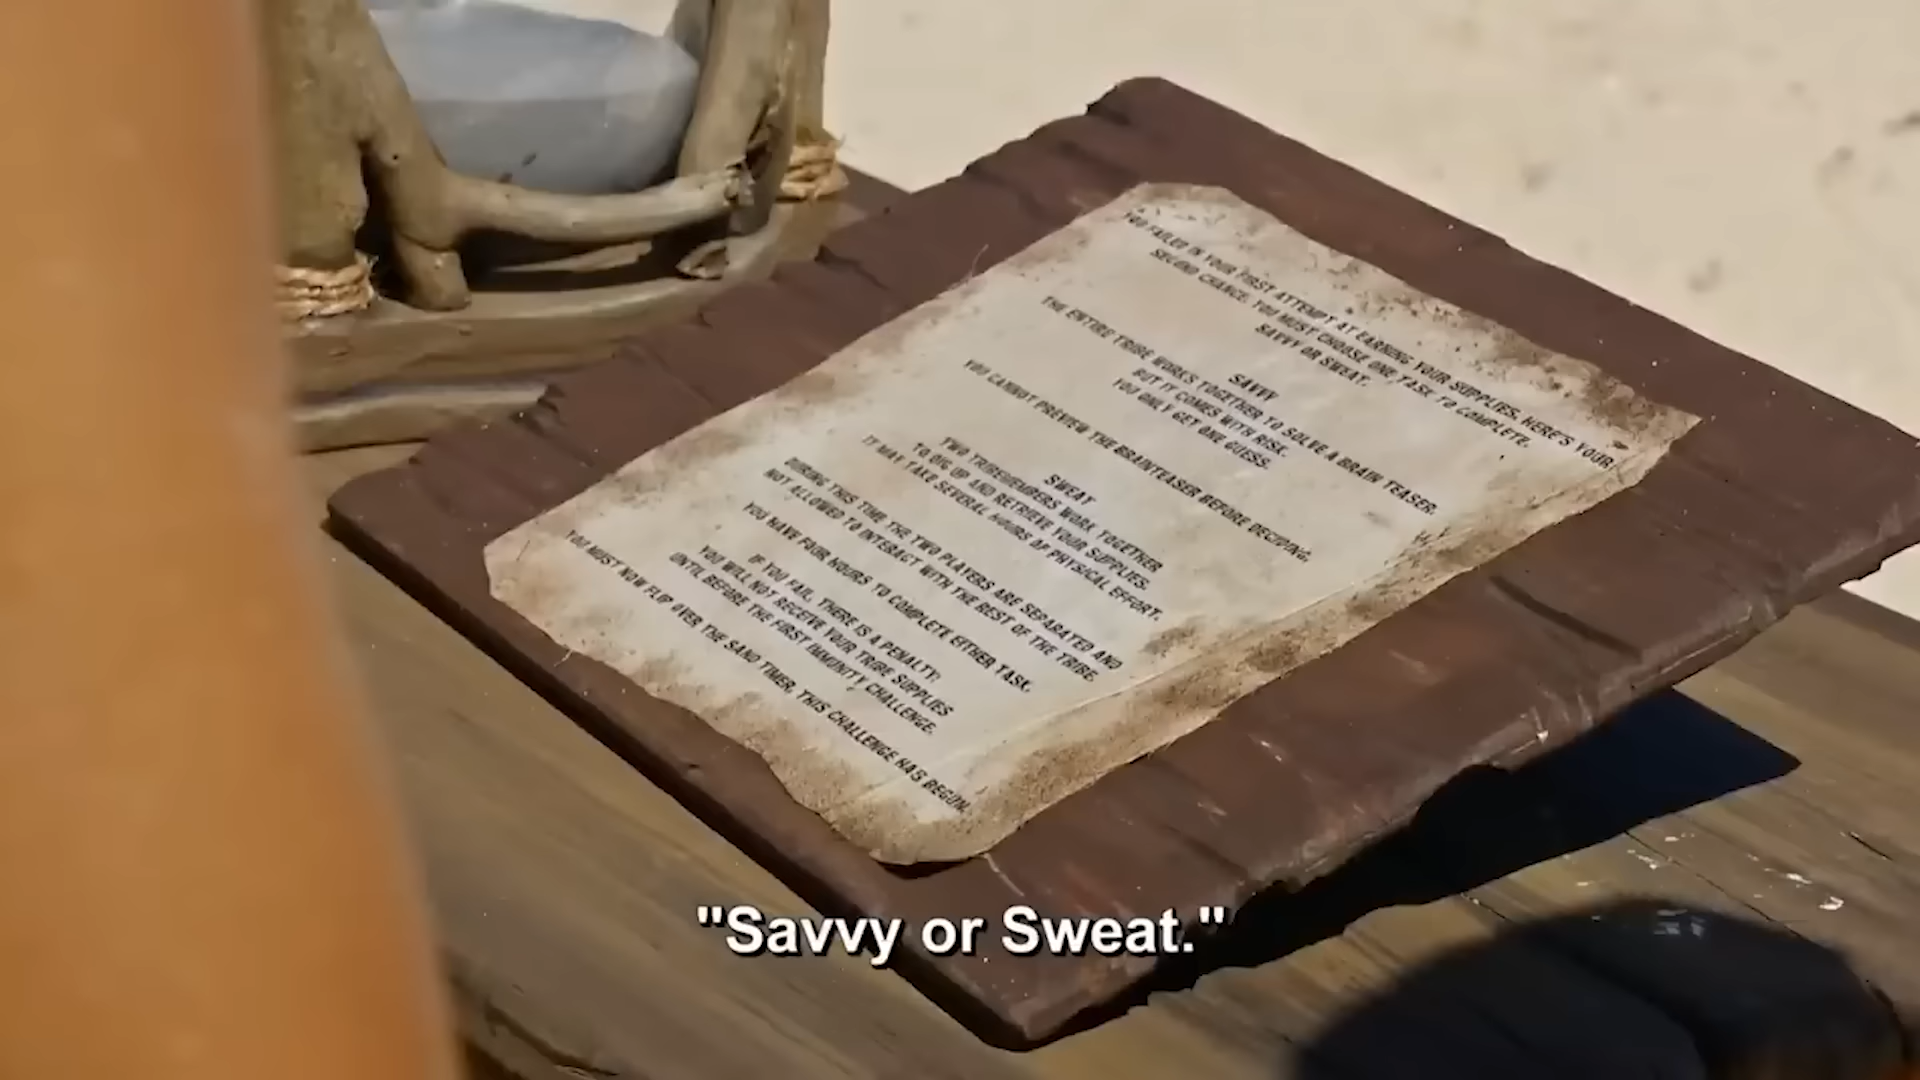 YOU FAILED IN YOUR FIRST ATTEMPT AT EARNING YOUR SUPPLIES, HERE'S YOUR
SECOND CHANCE. YOU MUST CHOOSE ONE TASK TO COMPLETE.
SAVVY OR SWEAT.
SAVVY
THE ENTIRE TRIBE WORKS TOGETHER TO SOLVE A BRAIN TEASER.
BUT IT COMES WITH RISK.
YOU ONLY GET ONE GUESS.
YOU CANNOT PREVIEW THE BRAINTEASER BEFORE DECIDING.
SWEAT
TWO TRIBEMEMBERS WORK TOGETHER
TO DIG UP AND RETRIEVE YOUR SUPPLIES.
IT MAY TAKE SEVERAL HOURS OF PHYSICAL EFFORT.
DURING THIS TIME THE TWO PLAYERS ARE SEPARATED AND
NOT ALLOWED TO INTERACT WITH THE REST OF THE TRIBE.
YOU HAVE FOUR HOURS TO COMPLETE EITHER TASK.
IF YOU FAIL, THERE IS A PENALTY:
YOU WILL NOT RECEIVE YOUR TRIBE SUPPLIES
UNTIL BEFORE THE FIRST IMMUNITY CHALLENGE.
YOU MUST NOW FLIP OVER THE SAND TIMER, THIS CHALLENGE HAS BEGUN.
"Savvy or Sweat."